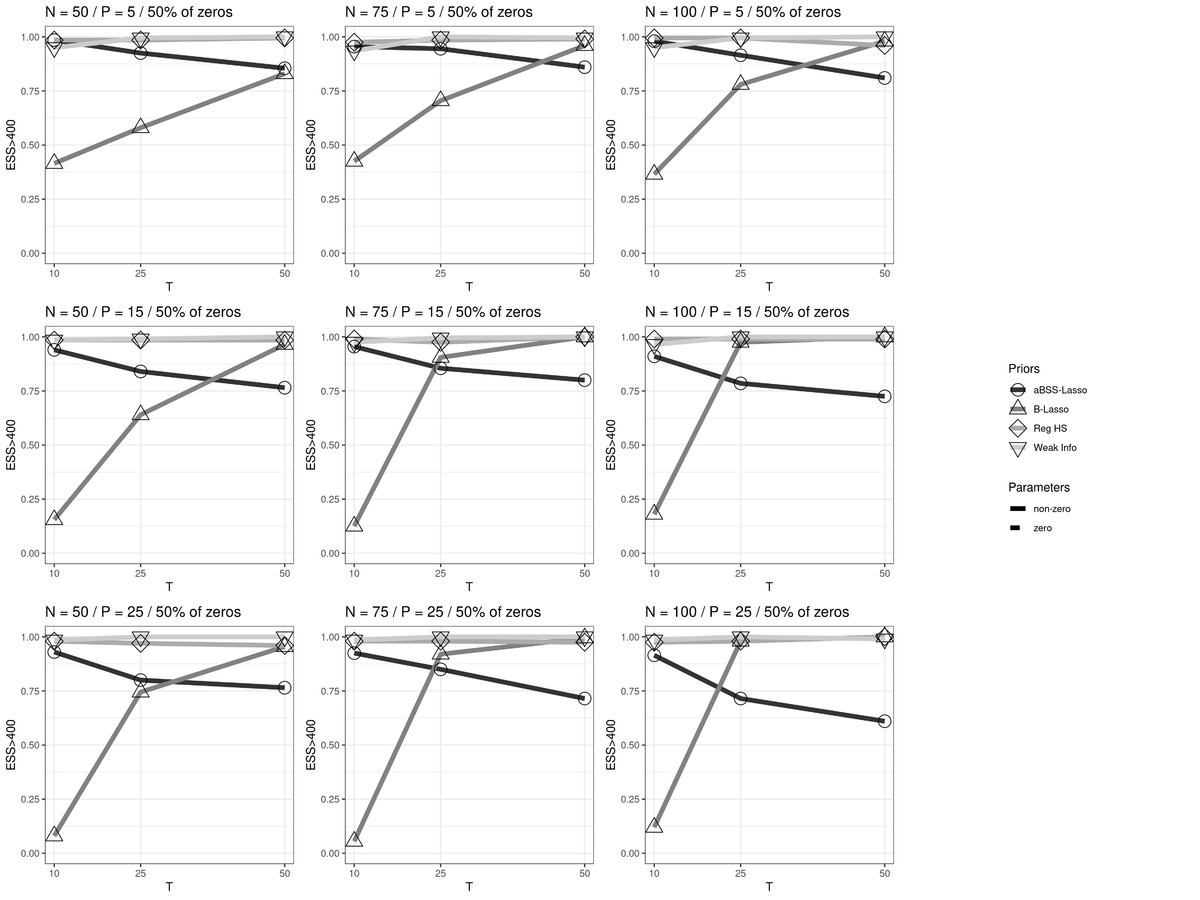 N = 50 / P = 5 / 50% of zeros
ESS>400
1.00
0.75
0.50
0.25
0.00
10 25 50
T
N = 75 / P = 5 / 50% of zeros
ESS>400
1.00
0.75
0.50
0.25
0.00
10 25 50
T
N = 100 / P = 5 / 50% of zeros
ESS>400
1.00
0.75
0.50
0.25
0.00
10 25 50
T
N = 50 / P = 15 / 50% of zeros
ESS>400
1.00
0.75
0.50
0.25
0.00
10 25 50
T
N = 75 / P = 15 / 50% of zeros
ESS>400
1.00
0.75
0.50
0.25
0.00
10 25 50
T
N = 100 / P = 15 / 50% of zeros
ESS>400
1.00
0.75
0.50
0.25
0.00
10 25 50
T
N = 50 / P = 25 / 50% of zeros
ESS>400
1.00
0.75
0.50
0.25
0.00
10 25 50
T
N = 75 / P = 25 / 50% of zeros
ESS>400
1.00
0.75
0.50
0.25
0.00
10 25 50
T
N = 100 / P = 25 / 50% of zeros
ESS>400
1.00
0.75
0.50
0.25
0.00
10 25 50
T
Priors
aBSS-Lasso
B-Lasso
Reg HS
Weak Info
Parameters
non-zero
zero